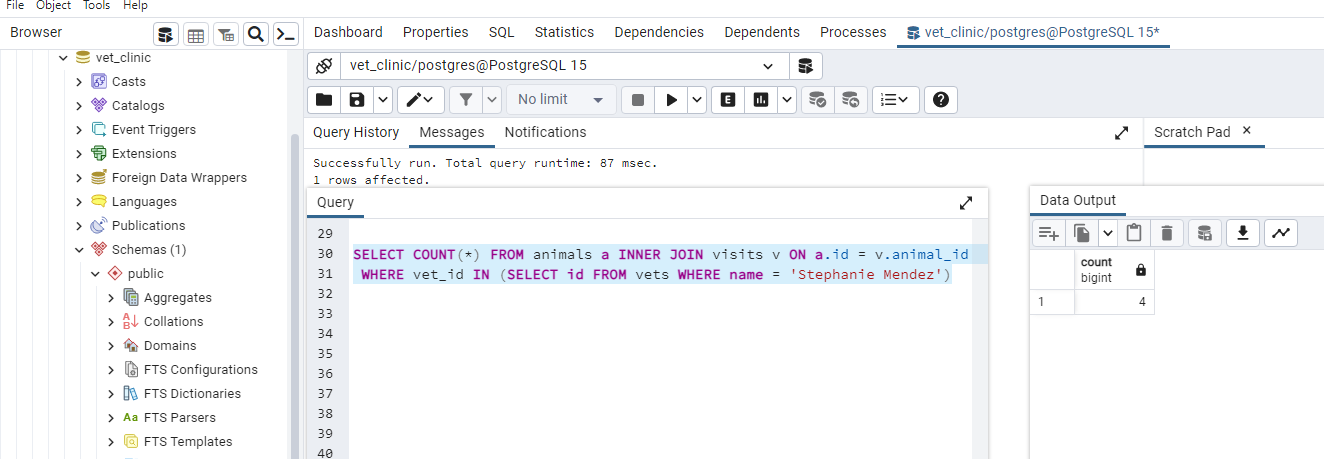 File Object Tools Help
Browser
Dashboard Properties SQL Statistics Dependencies Dependents Processes vet_clinic/postgres@PostgreSQL 15*
vet_clinic
Casts
Catalogs
Event Triggers
Extensions
Foreign Data Wrappers
Languages
Publications
Schemas (1)
public
Aggregates
Collations
Domains
FTS Configurations
FTS Dictionaries
Aa FTS Parsers
FTS Templates
vet_clinic/postgres@PostgreSQL 15
No limit
E
Query History Messages Notifications
Scratch Pad
Successfully run. Total query runtime: 87 msec.
1 rows affected.
Query
29
30 SELECT COUNT(*) FROM animals a INNER JOIN visits v ON a.id = v.animal_id
31 WHERE vet_id IN (SELECT id FROM vets WHERE name = 'Stephanie Mendez')
32
33
34
35
36
37
38
39
40
Data Output
count
bigint
1 4